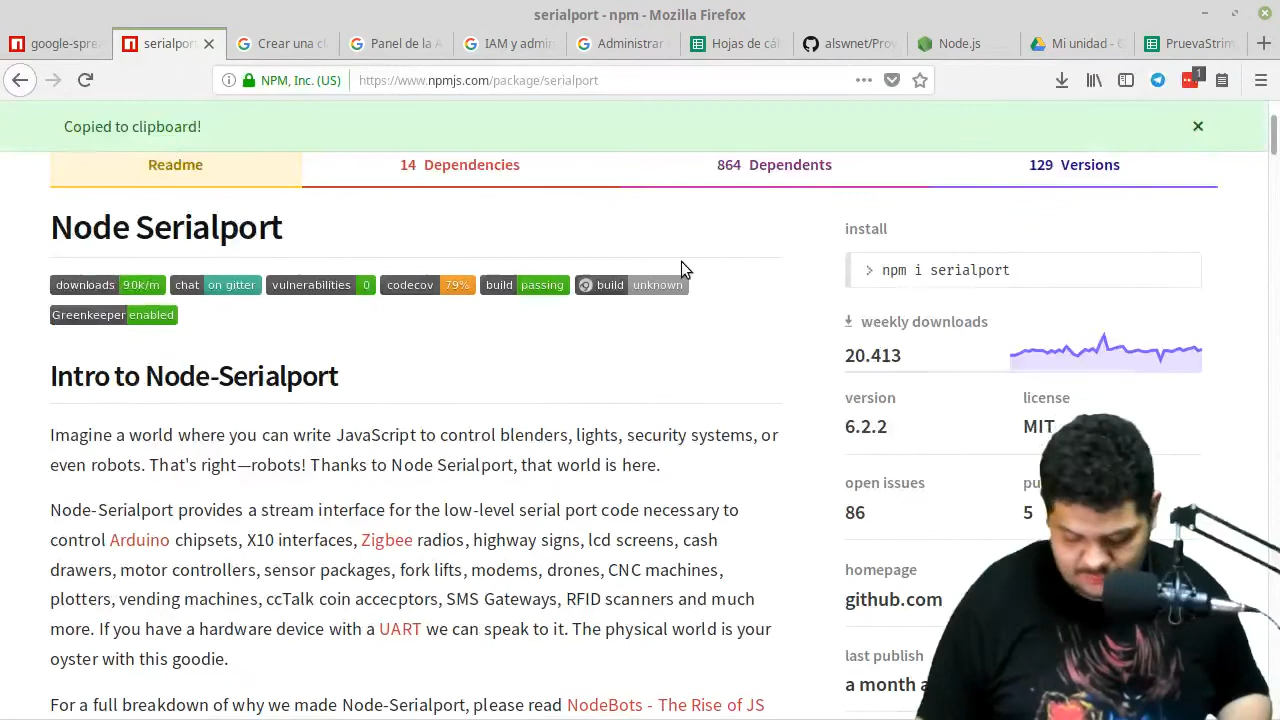 serialport - npm - Mozilla Firefox
google-spre
serialpor
Crear una cl
Panel de la A
IAM y admin
Administrar
Hojas de cál
alswnet/Pro
Node.js
Mi unidad - G
PruevaStrim
NPM, Inc. (US)
https://www.npmjs.com/package/serialport
1
Copied to clipboard!
Readme
14 Dependencies
864 Dependents
129 Versions
Node Serialport
install
downloads 90k/m
chat on gitter
vulnerabilities 0
codecov 79%
build passing
build unknown
> npm i serialport
Greenkeeper enabled
weekly downloads
20.413
Intro to Node-Serialport
version
license
6.2.2
MIT
Imagine a world where you can write JavaScript to control blenders, lights, security systems, or
even robots. That's right—robots! Thanks to Node Serialport, that world is here.
open issues
pu
86
5
Node-Serialport provides a stream interface for the low-level serial port code necessary to
control Arduino chipsets, X10 interfaces, Zigbee radios, highway signs, lcd screens, cash
drawers, motor controllers, sensor packages, fork lifts, modems, drones, CNC machines,
plotters, vending machines, ccTalk coin accecptors, SMS Gateways, RFID scanners and much
more. If you have a hardware device with a UART we can speak to it. The physical world is your
oyster with this goodie.
homepage
github.com
last publish
a month a
For a full breakdown of why we made Node-Serialport, please read NodeBots - The Rise of JS